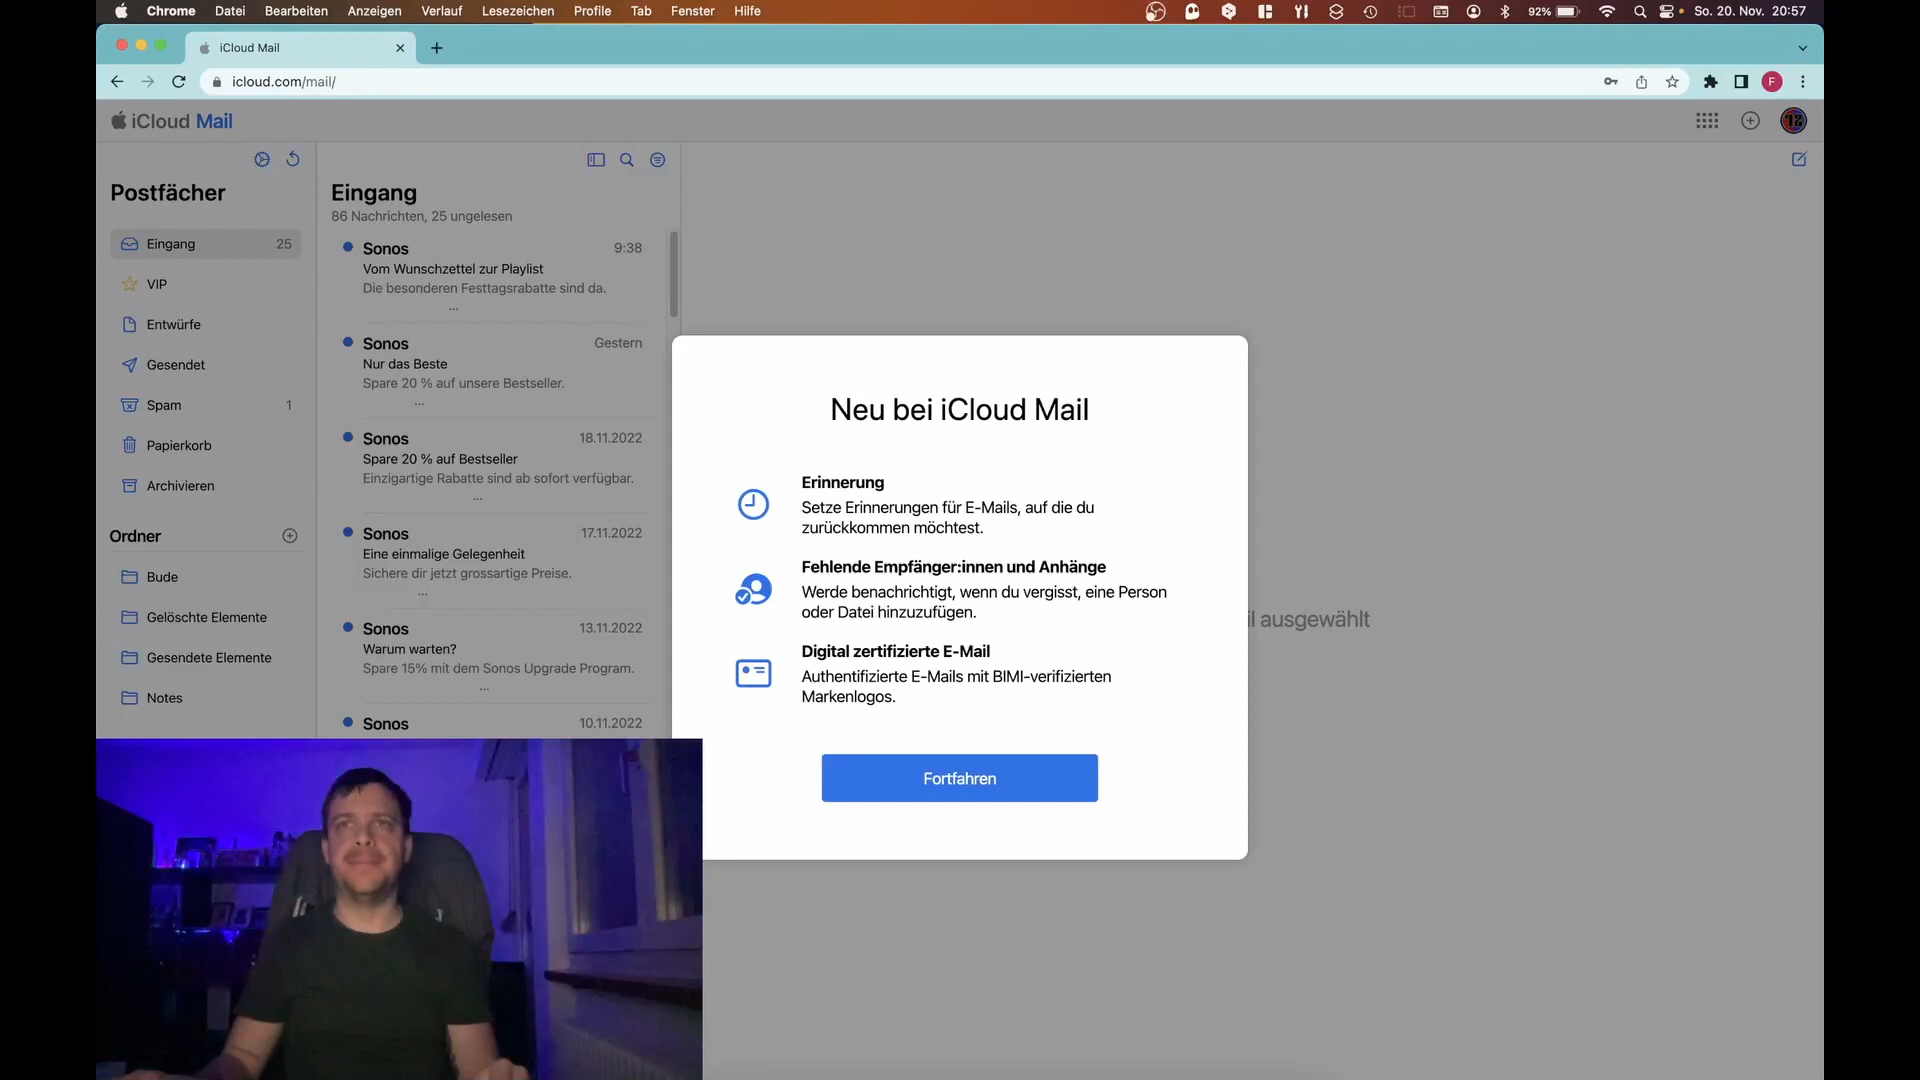 Chrome Datei Bearbeiten Anzeigen Verlauf Lesezeichen Profile Tab Fenster Hilfe 92% So. 20. Nov. 20:57
iCloud Mail
icloud.com/mail/
F
iCloud Mail
Postfächer
Eingang 25
VIP
Entwürfe
Gesendet
Spam 1
Papierkorb
Archivieren
Ordner
Bude
Gelöschte Elemente
Gesendete Elemente
Notes
Eingang
86 Nachrichten, 25 ungelesen
Sonos 9:38
Vom Wunschzettel zur Playlist
Die besonderen Festtagsrabatte sind da.
...
Sonos Gestern
Nur das Beste
Spare 20 % auf unsere Bestseller.
...
Sonos 18.11.2022
Spare 20 % auf Bestseller
Einzigartige Rabatte sind ab sofort verfügbar.
...
Sonos 17.11.2022
Eine einmalige Gelegenheit
Sichere dir jetzt grossartige Preise.
...
Sonos 13.11.2022
Warum warten?
Spare 15% mit dem Sonos Upgrade Program.
...
Sonos 10.11.2022
Neu bei iCloud Mail
Erinnerung
Setze Erinnerungen für E-Mails, auf die du
zurückkommen möchtest.
Fehlende Empfänger:innen und Anhänge
Werde benachrichtigt, wenn du vergisst, eine Person
oder Datei hinzuzufügen.
Digital zertifizierte E-Mail
Authentifizierte E-Mails mit BIMI-verifizierten
Markenlogos.
Fortfahren
il ausgewählt